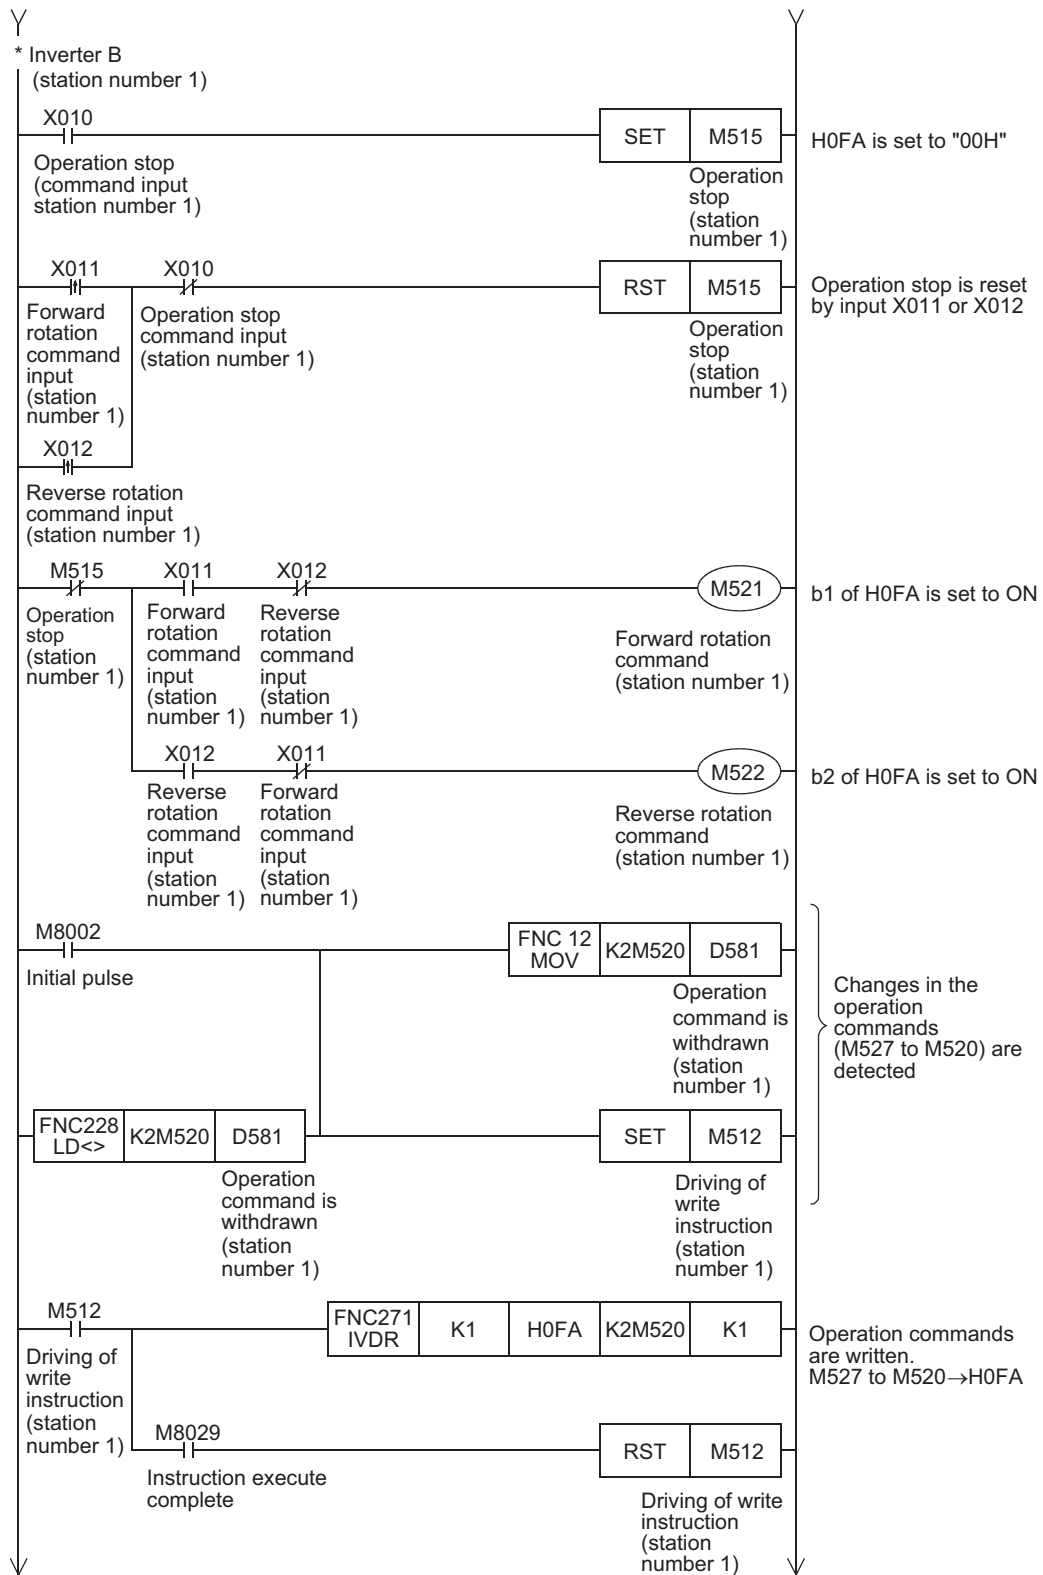 * Inverter B
(station number 1)
X010
SET M515
H0FA is set to "00H"
Operation stop
(command input
station number 1)
Operation
stop
(station
number 1)
X011 X010
RST M515
Operation stop is reset
by input X011 or X012
Forward
rotation
command
input
(station
number 1)
Operation stop
command input
(station number 1)
Operation
stop
(station
number 1)
X012
Reverse rotation
command input
(station number 1)
M515 X011 X012
M521
b1 of H0FA is set to ON
Operation
stop
(station
number 1)
Forward
rotation
command
input
(station
number 1)
Reverse
rotation
command
input
(station
number 1)
Forward rotation
command
(station number 1)
X012 X011
M522
b2 of H0FA is set to ON
Reverse
rotation
command
input
(station
number 1)
Forward
rotation
command
input
(station
number 1)
Reverse rotation
command
(station number 1)
M8002
FNC 12
MOV
K2M520 D581
Initial pulse
Operation
command is
withdrawn
(station
number 1)
Changes in the
operation
commands
(M527 to M520) are
detected
FNC228
LD<>
K2M520 D581
SET M512
Operation
command is
withdrawn
(station
number 1)
Driving of
write
instruction
(station
number 1)
M512
FNC271
IVDR
K1 H0FA K2M520 K1
Operation commands
are written.
M527 to M520→H0FA
Driving of
write
instruction
(station
number 1)
M8029
RST M512
Instruction execute
complete
Driving of write
instruction
(station
number 1)